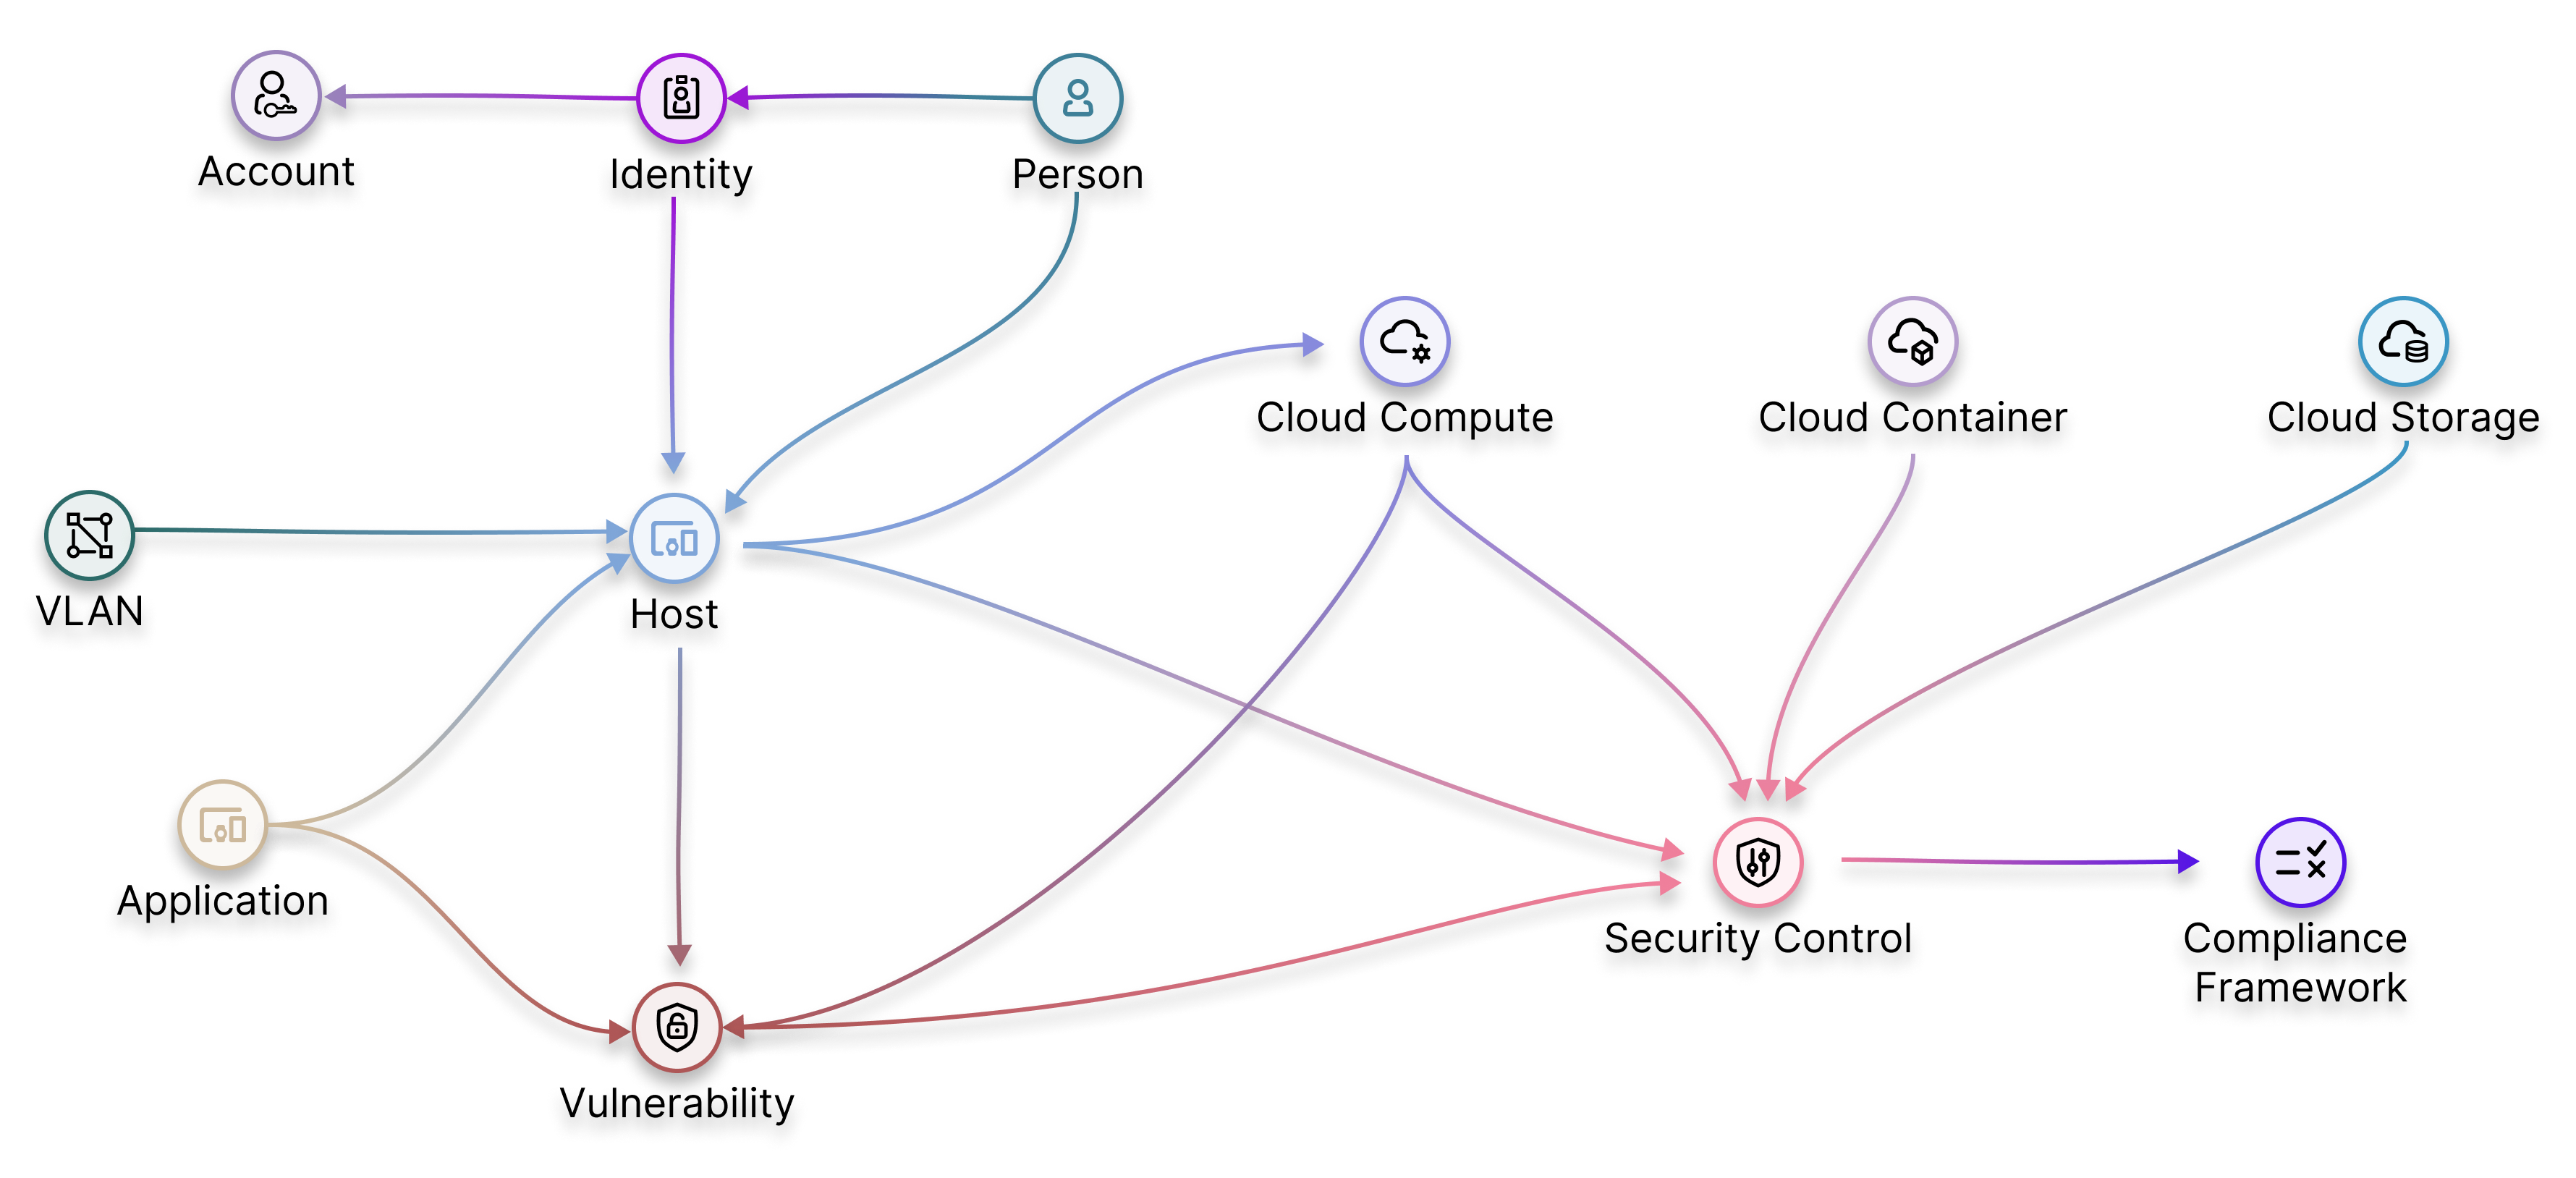 Account
Identity
Person
Cloud Compute
Cloud Container
Cloud Storage
VLAN
Host
Application
Security Control
Compliance
Framework
Vulnerability